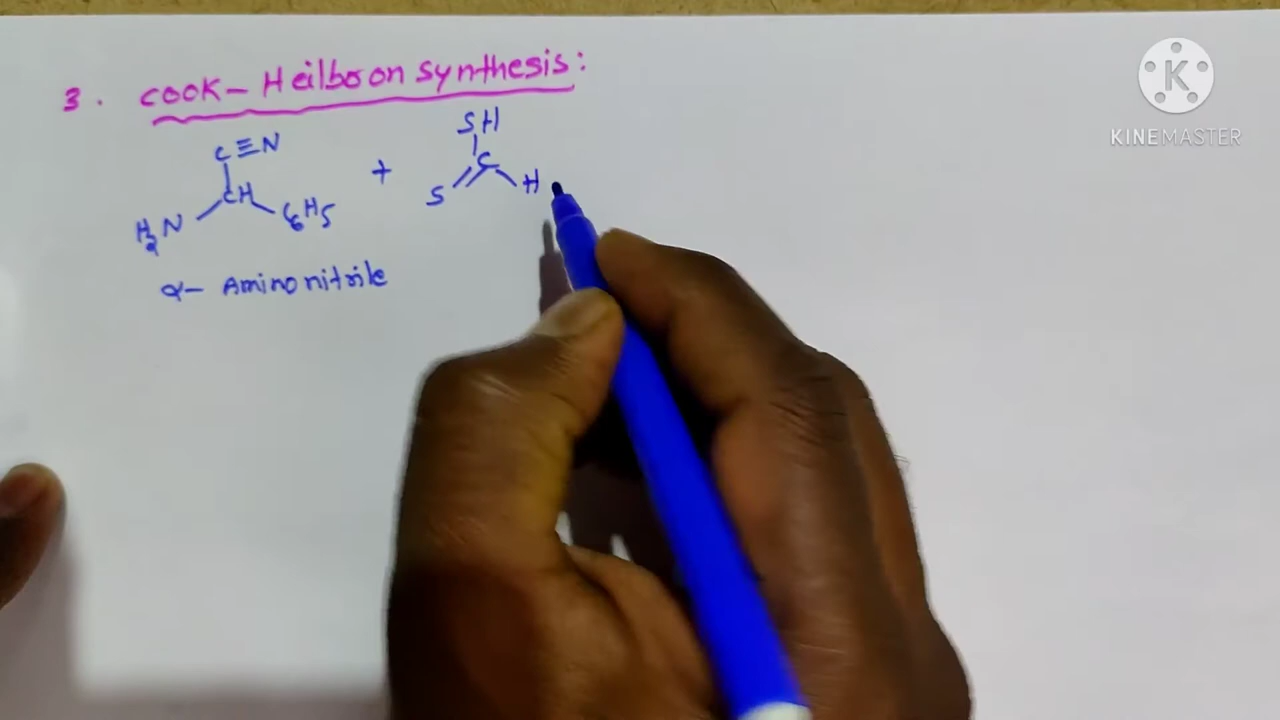 3. Cook-Heilbron synthesis:
C≡N
SH
CH
+
C
H₂N
C₆H₅
S
H
α- Aminonitrile
K
KINEMASTER